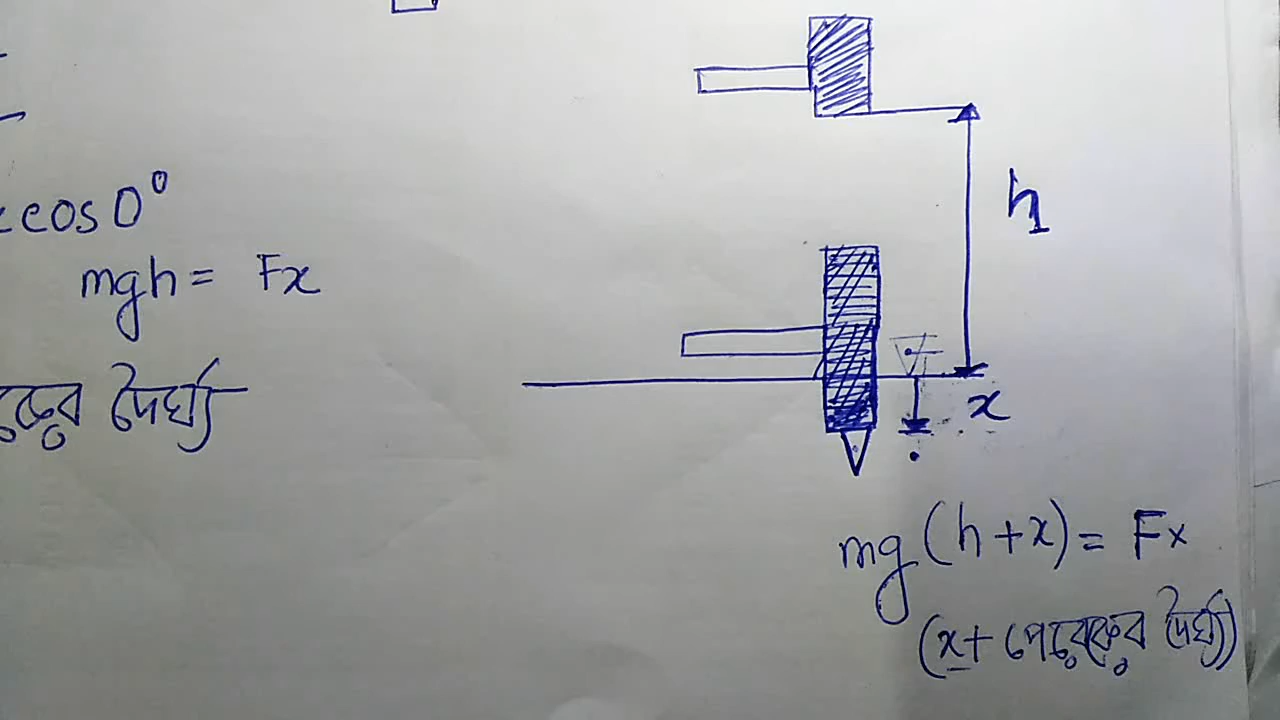 cos 0°
mgh = Fx
দৈর্ঘ্য
h
x
mg(h+x) = Fx
(x + পেরেকের দৈর্ঘ্য)